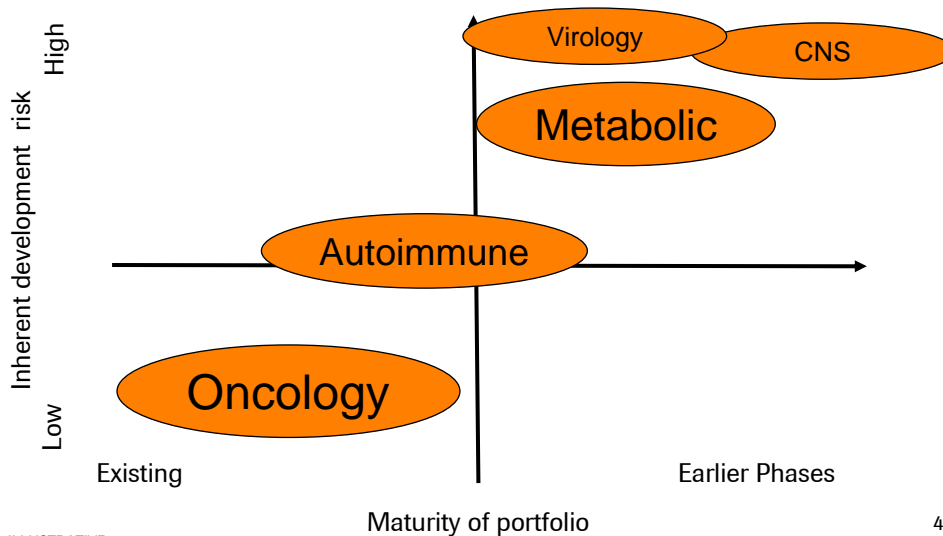 High
Virology
CNS
Metabolic
Inherent development risk
Autoimmune
Oncology
Low
Existing
Earlier Phases
Maturity of portfolio
4